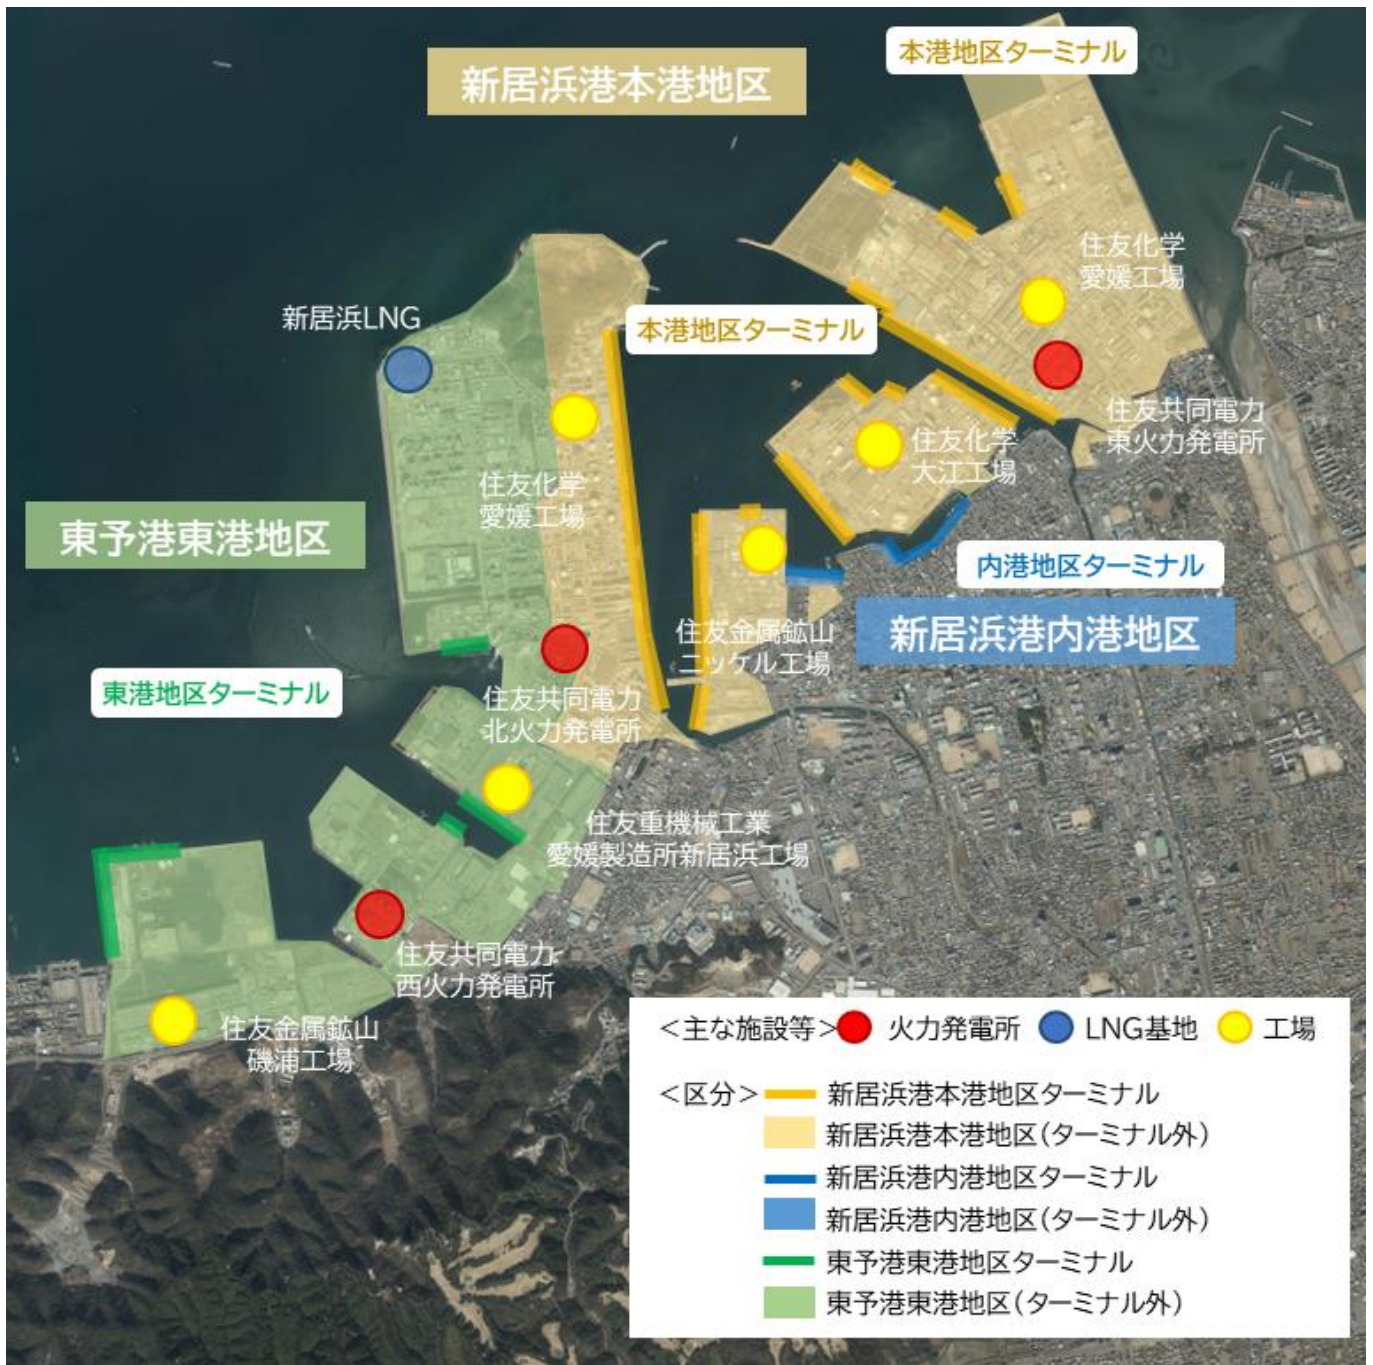 本港地区ターミナル
新居浜港本港地区
住友化学
愛媛工場
新居浜LNG
本港地区ターミナル
住友共同電力
東火力発電所
住友化学
大江工場
住友化学
愛媛工場
東予港東港地区
内港地区ターミナル
新居浜港内港地区
住友金属鉱山
ニッケル工場
東港地区ターミナル
住友共同電力
北火力発電所
住友重機械工業
愛媛製造所新居浜工場
住友共同電力
西火力発電所
住友金属鉱山
磯浦工場
<主な施設等> 火力発電所 LNG基地 工場
<区分> 新居浜港本港地区ターミナル
新居浜港本港地区(ターミナル外)
新居浜港内港地区ターミナル
新居浜港内港地区(ターミナル外)
東予港東港地区ターミナル
東予港東港地区(ターミナル外)